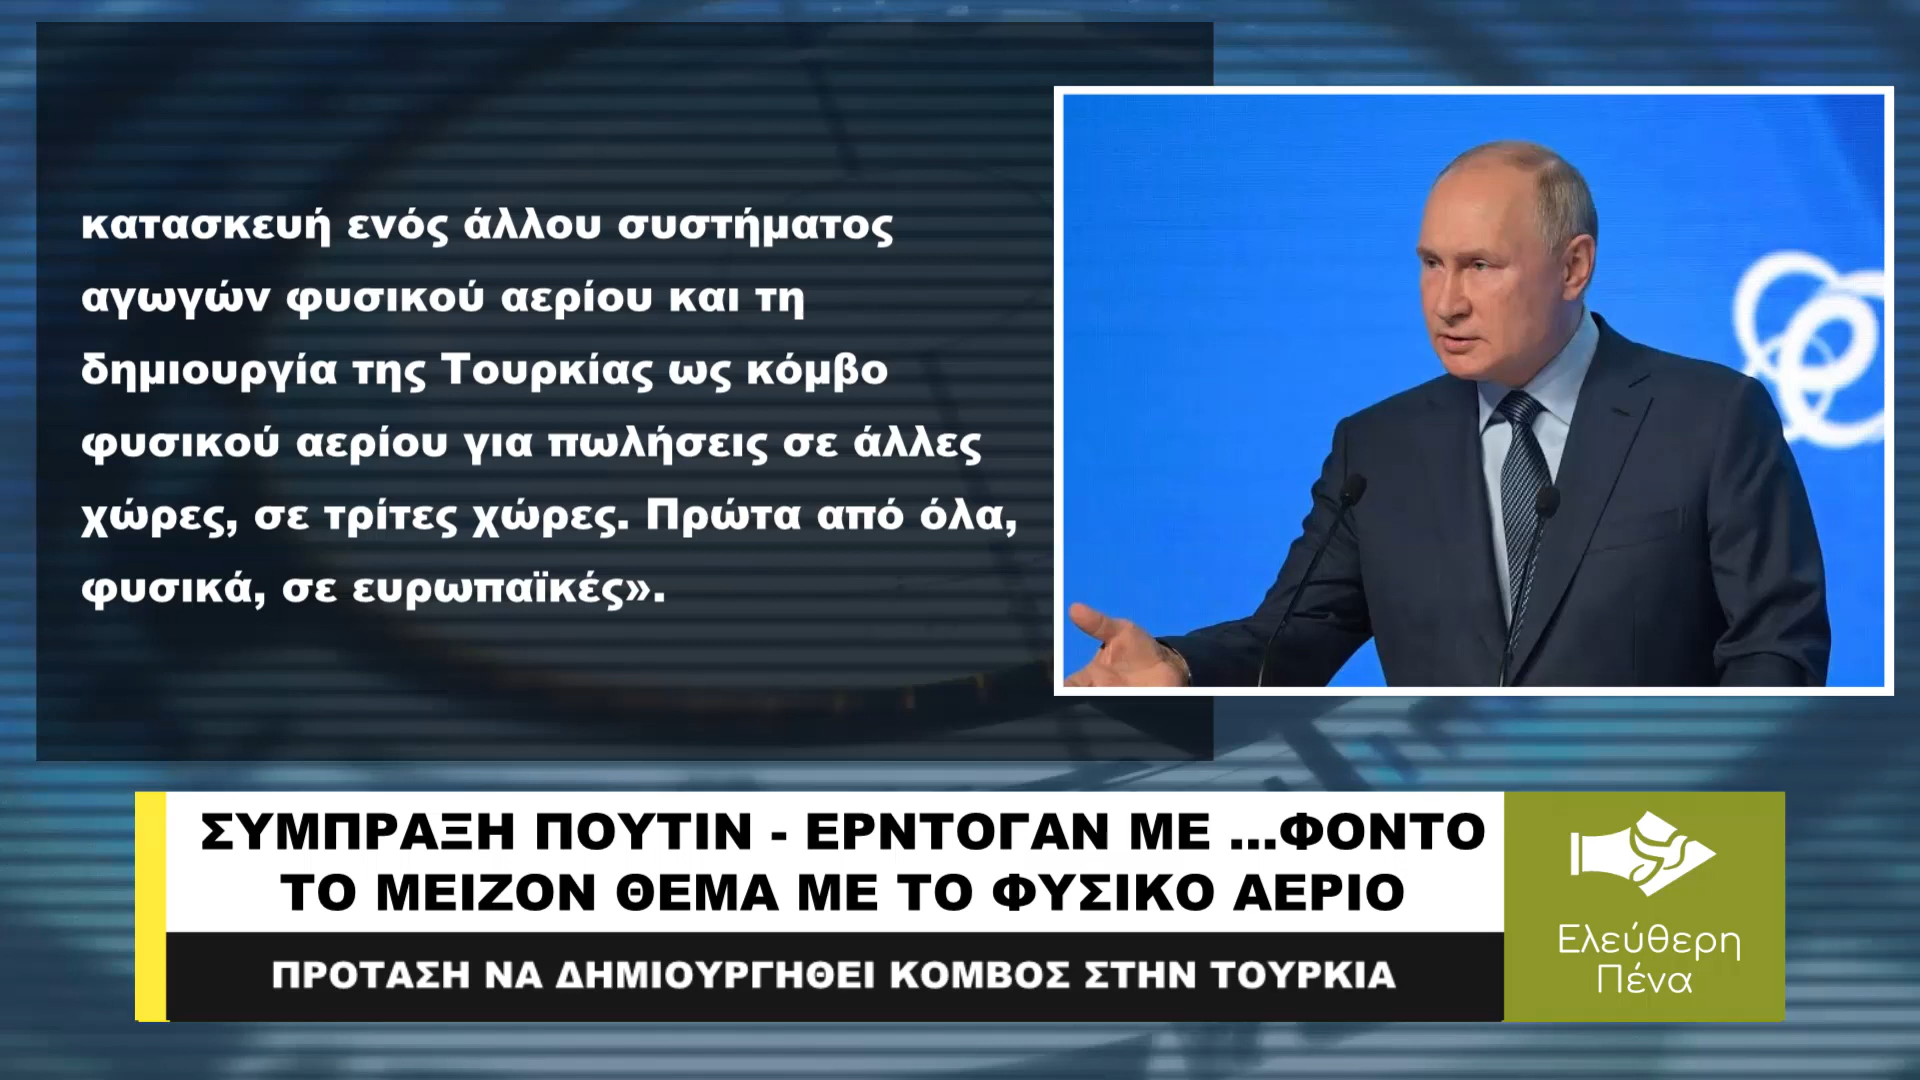 κατασκευή ενός άλλου συστήματος
αγωγών φυσικού αερίου και τη
δημιουργία της Τουρκίας ως κόμβο
φυσικού αερίου για πωλήσεις σε άλλες
χώρες, σε τρίτες χώρες. Πρώτα από όλα,
φυσικά, σε ευρωπαϊκές».
ΣΥΜΠΡΑΞΗ ΠΟΥΤΙΝ - ΕΡΝΤΟΓΑΝ ΜΕ ...ΦΟΝΤΟ
ΤΟ ΜΕΙΖΟΝ ΘΕΜΑ ΜΕ ΤΟ ΦΥΣΙΚΟ ΑΕΡΙΟ
ΠΡΟΤΑΣΗ ΝΑ ΔΗΜΙΟΥΡΓΗΘΕΙ ΚΟΜΒΟΣ ΣΤΗΝ ΤΟΥΡΚΙΑ
Ελεύθερη
Πένα